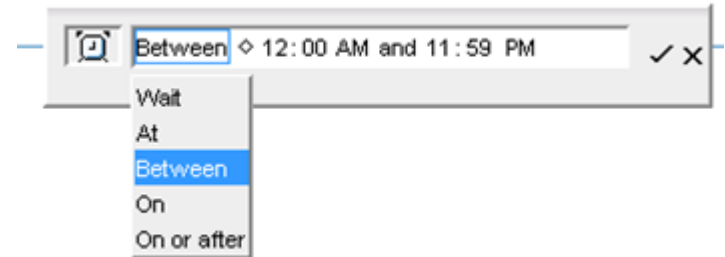 Between ◇ 12:00 AM and 11:59 PM
Wait
At
Between
On
On or after